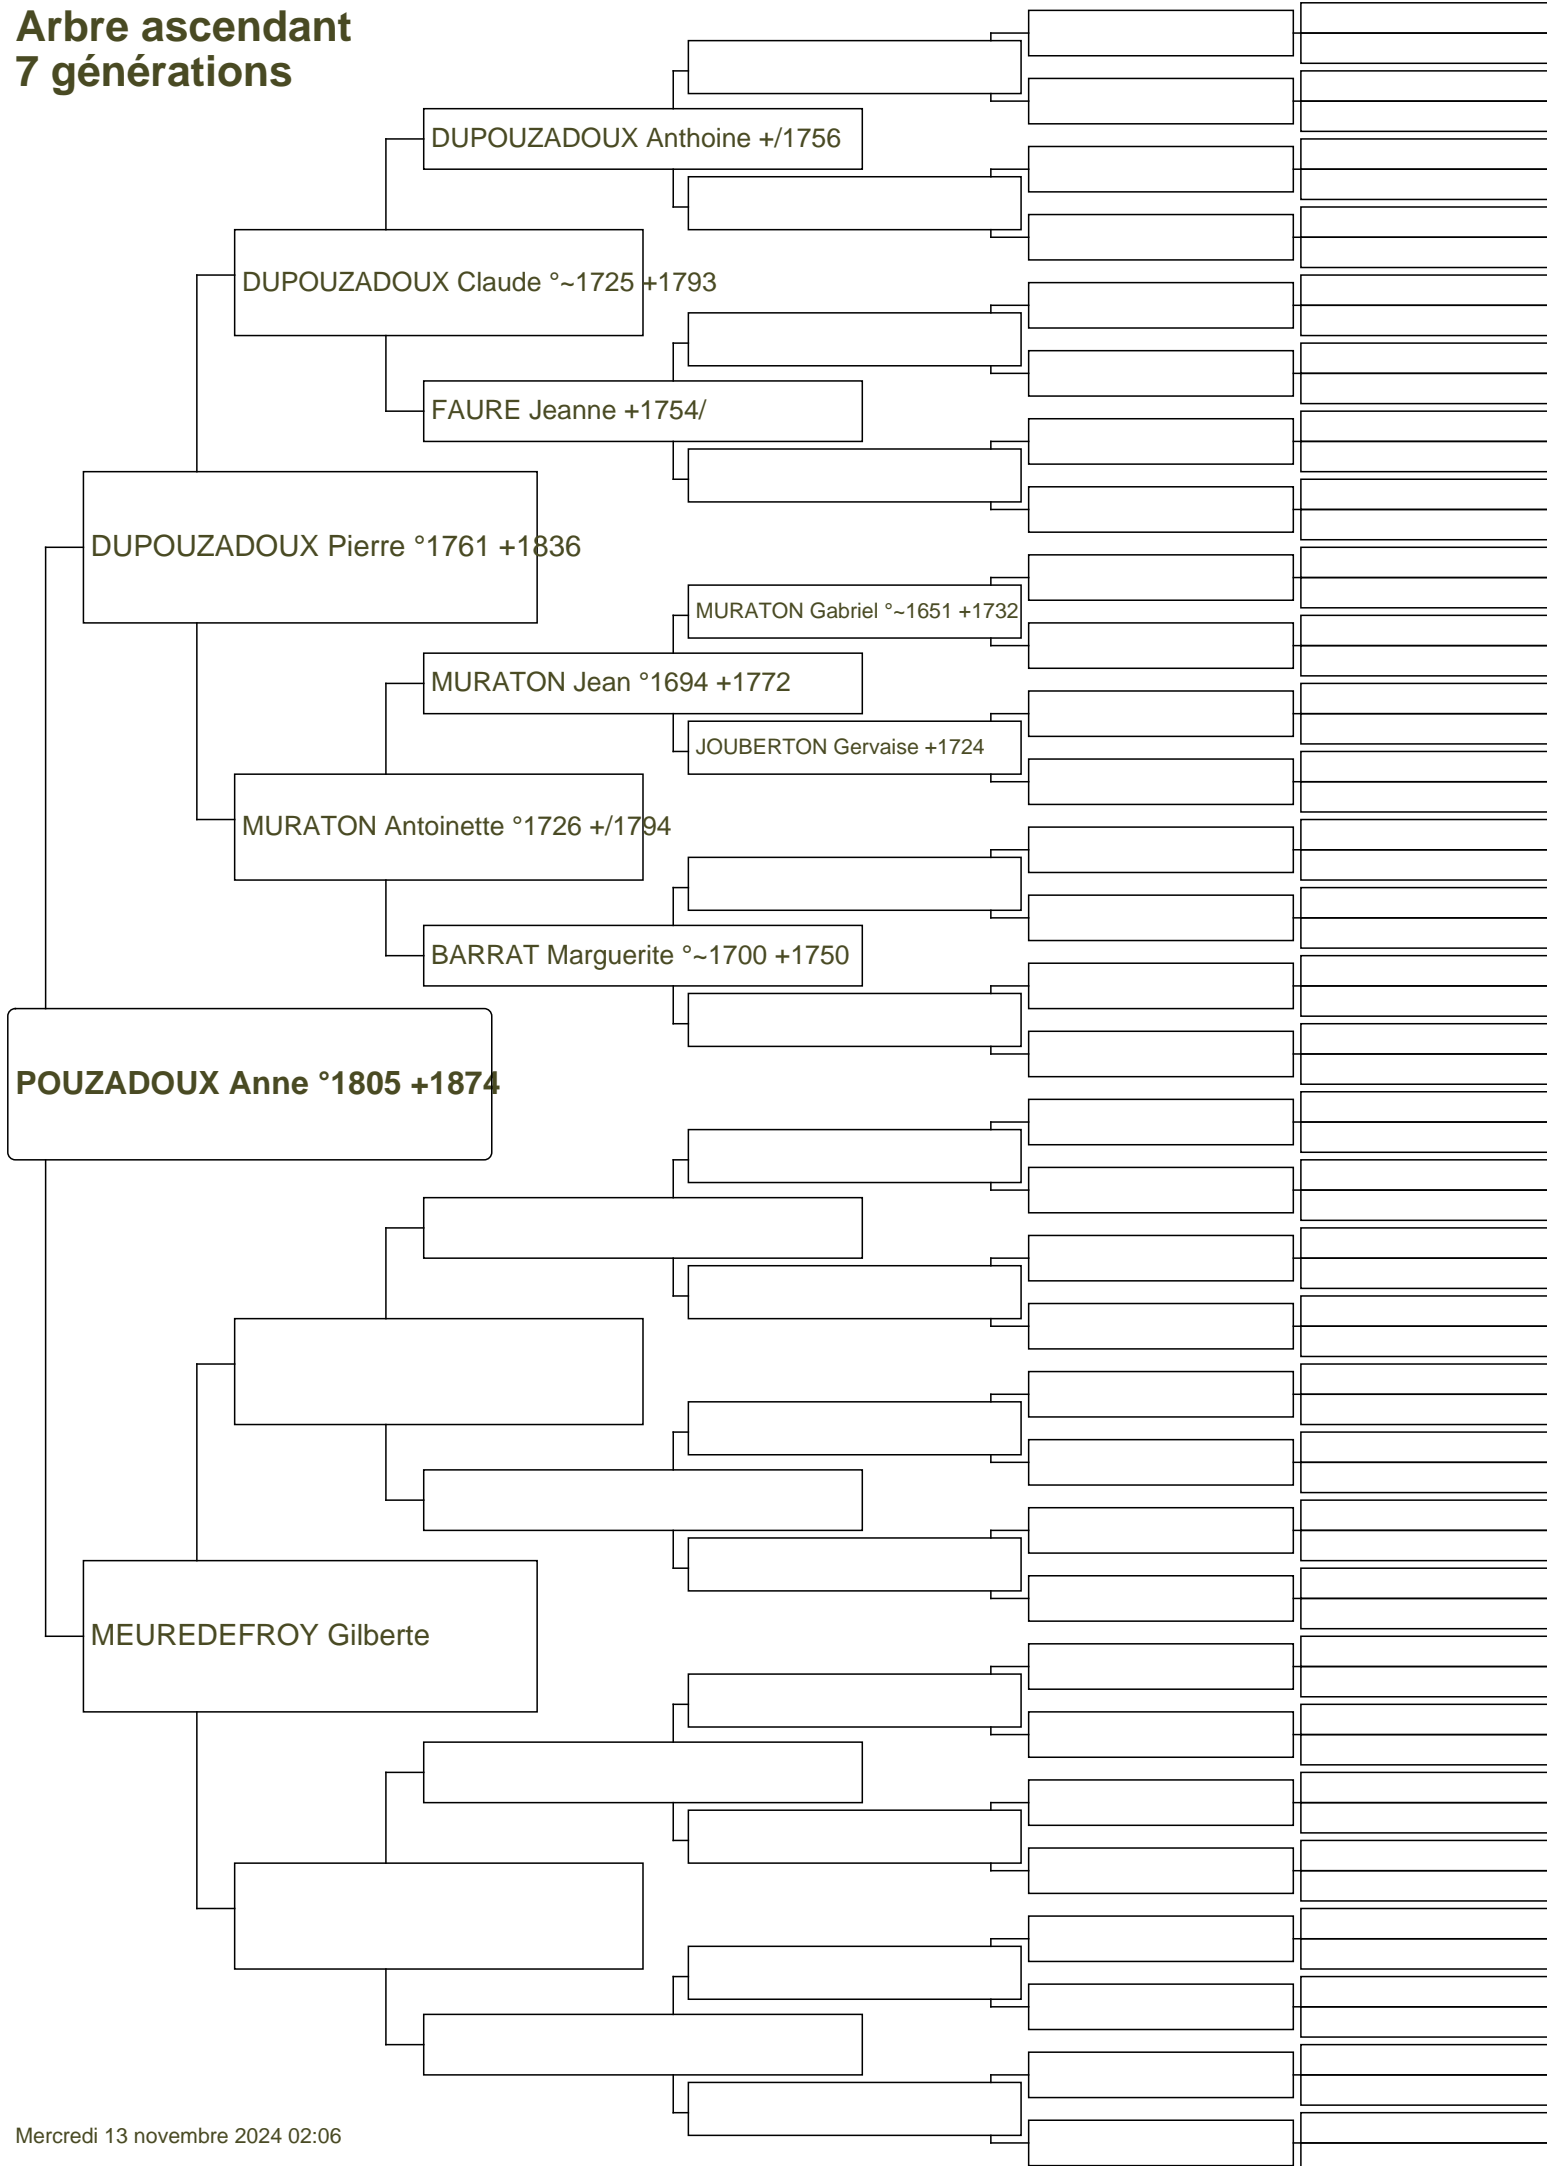 Arbre ascendant
7 générations
DUPOUZADOUX Anthoine +/1756
DUPOUZADOUX Claude °~1725 +1793
FAURE Jeanne +1754/
DUPOUZADOUX Pierre °1761 +1836
MURATON Gabriel °~1651 +1732
MURATON Jean °1694 +1772
JOUBERTON Gervaise +1724
MURATON Antoinette °1726 +/1794
BARRAT Marguerite °~1700 +1750
POUZADOUX Anne °1805 +1874
MEUREDEFROY Gilberte
Mercredi 13 novembre 2024 02:06